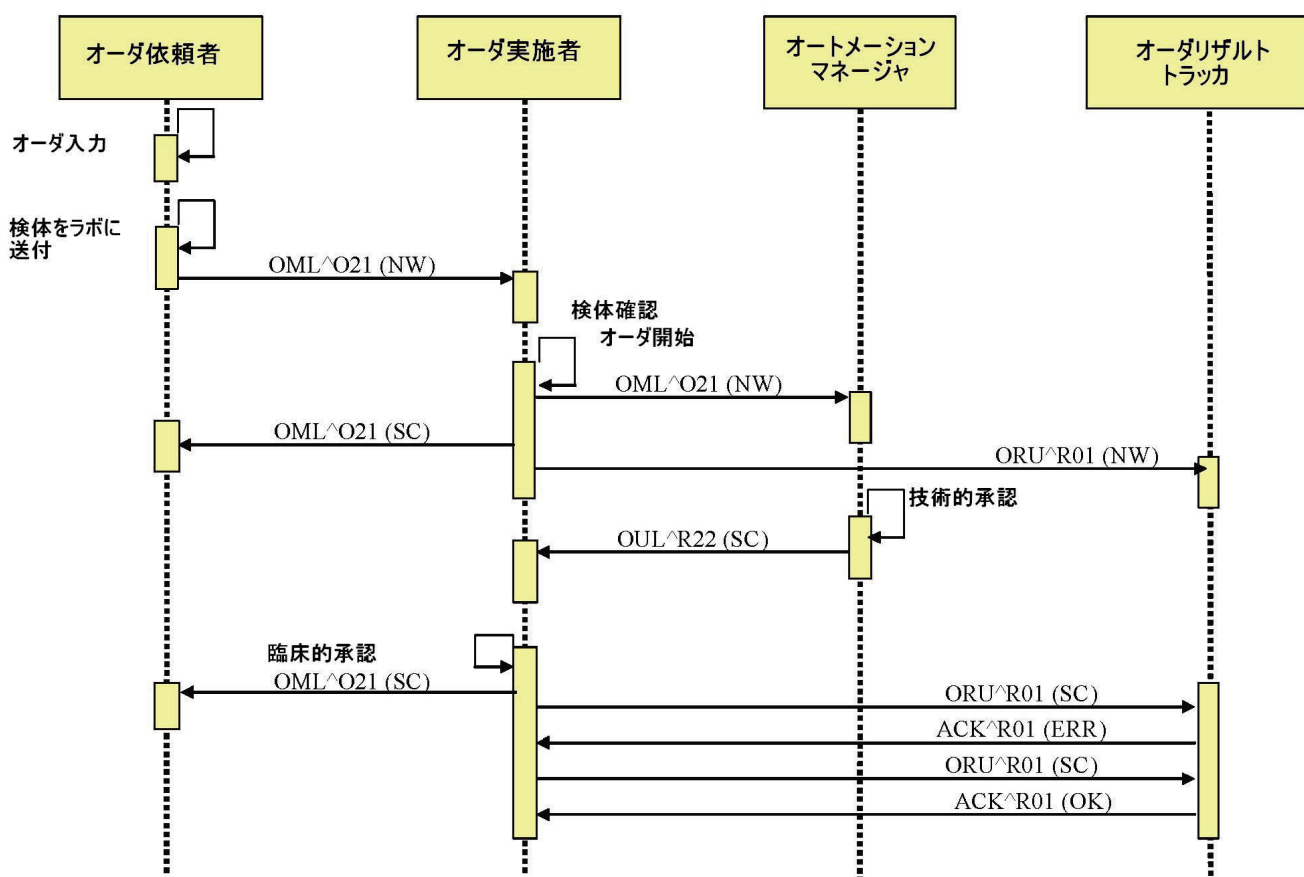 オーダ依頼者
オーダ実施者
オートメーション
マネージャ
オーダリザルト
トラッカ
オーダ入力
検体をラボに
送付
OML^O21 (NW)
検体確認
オーダ開始
OML^O21 (NW)
OML^O21 (SC)
ORU^R01 (NW)
技術的承認
OUL^R22 (SC)
臨床的承認
OML^O21 (SC)
ORU^R01 (SC)
ACK^R01 (ERR)
ORU^R01 (SC)
ACK^R01 (OK)